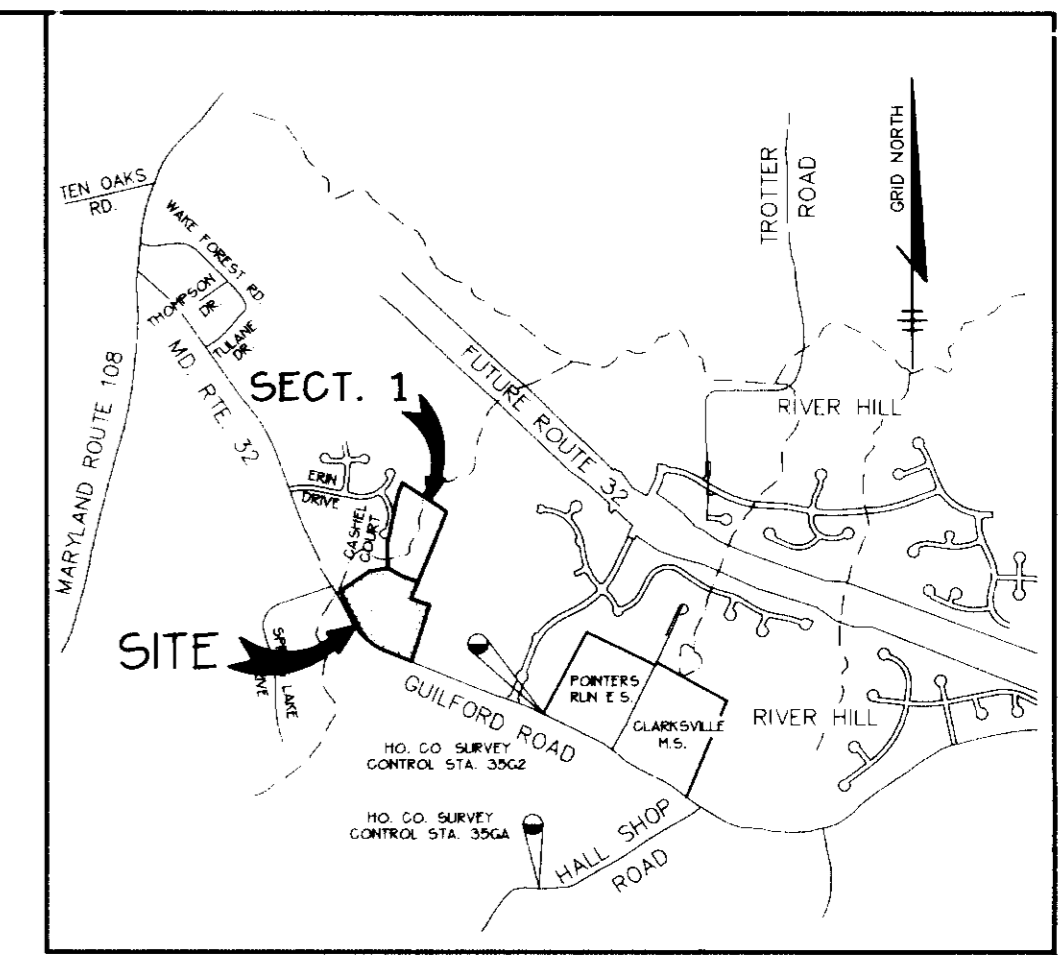 TEN OAKS
RD.
WAKE FOREST RD.
THOMPSON
DR.
TULANE
DR.
MARYLAND ROUTE 108
MD. RTE. 32
SECT. 1
FUTURE ROUTE 32
TROTTER
ROAD
GRID NORTH
RIVER HILL
ERIN
DRIVE
CASHEL
COURT
SITE
LAKE
GUILFORD ROAD
POINTERS
RUN E.S.
CLARKSVILLE
M.S.
RIVER HILL
HO. CO. SURVEY
CONTROL STA. 35G2
HO. CO. SURVEY
CONTROL STA. 35GA
HALL SHOP
ROAD